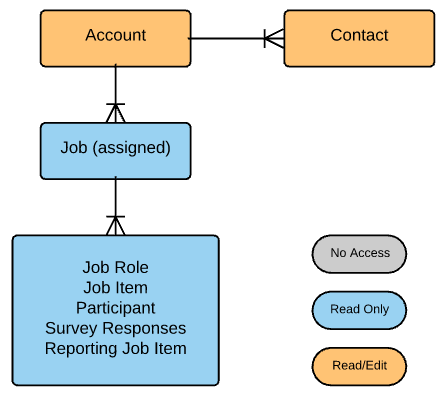 Account
Contact
Job (assigned)
Job Role
Job Item
Participant
Survey Responses
Reporting Job Item
No Access
Read Only
Read/Edit